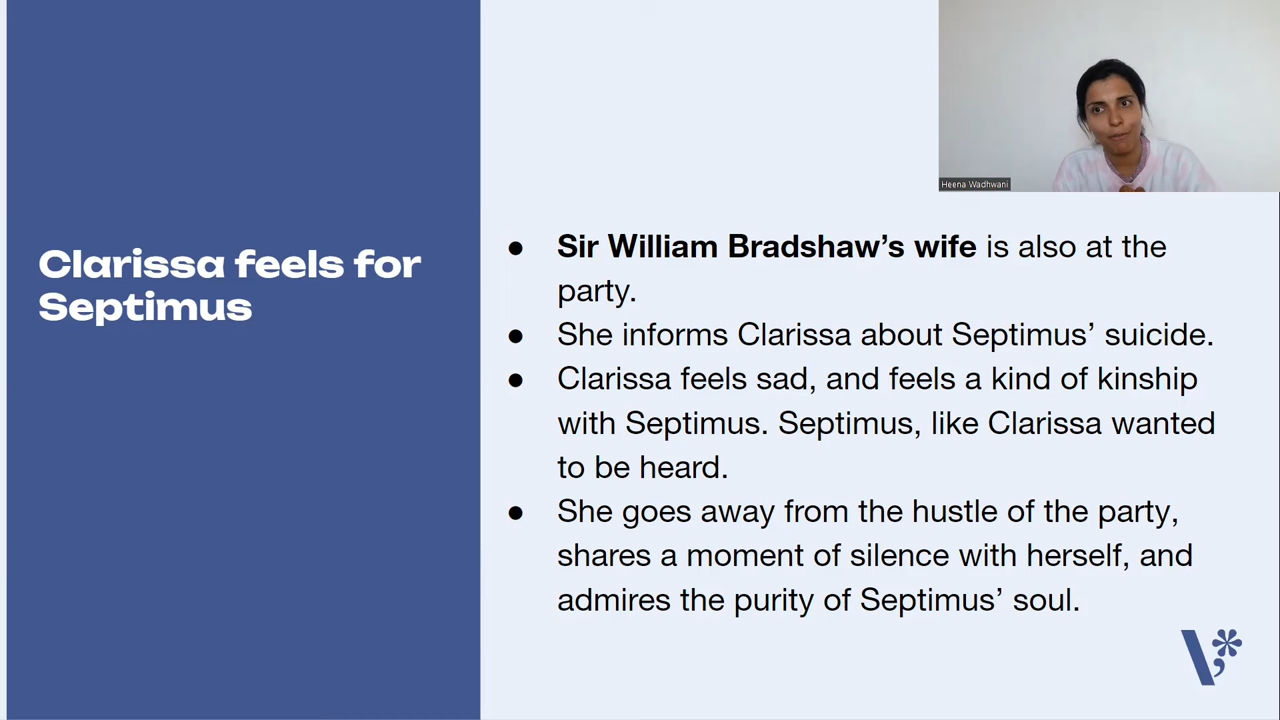 Heena Wadhwani
Clarissa feels for
Septimus
● Sir William Bradshaw’s wife is also at the
party.
● She informs Clarissa about Septimus’ suicide.
● Clarissa feels sad, and feels a kind of kinship
with Septimus. Septimus, like Clarissa wanted
to be heard.
● She goes away from the hustle of the party,
shares a moment of silence with herself, and
admires the purity of Septimus’ soul.